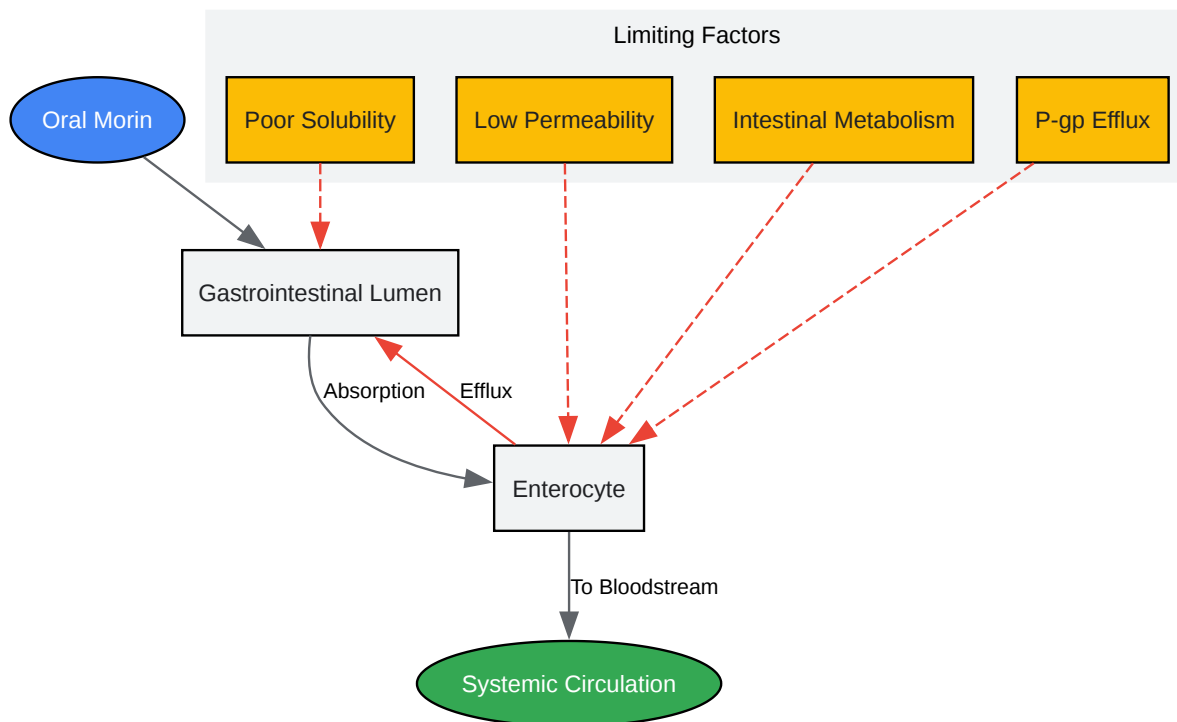 Limiting Factors
Oral Morin
Poor Solubility
Low Permeability
Intestinal Metabolism
P-gp Efflux
Gastrointestinal Lumen
Absorption
Efflux
Enterocyte
To Bloodstream
Systemic Circulation